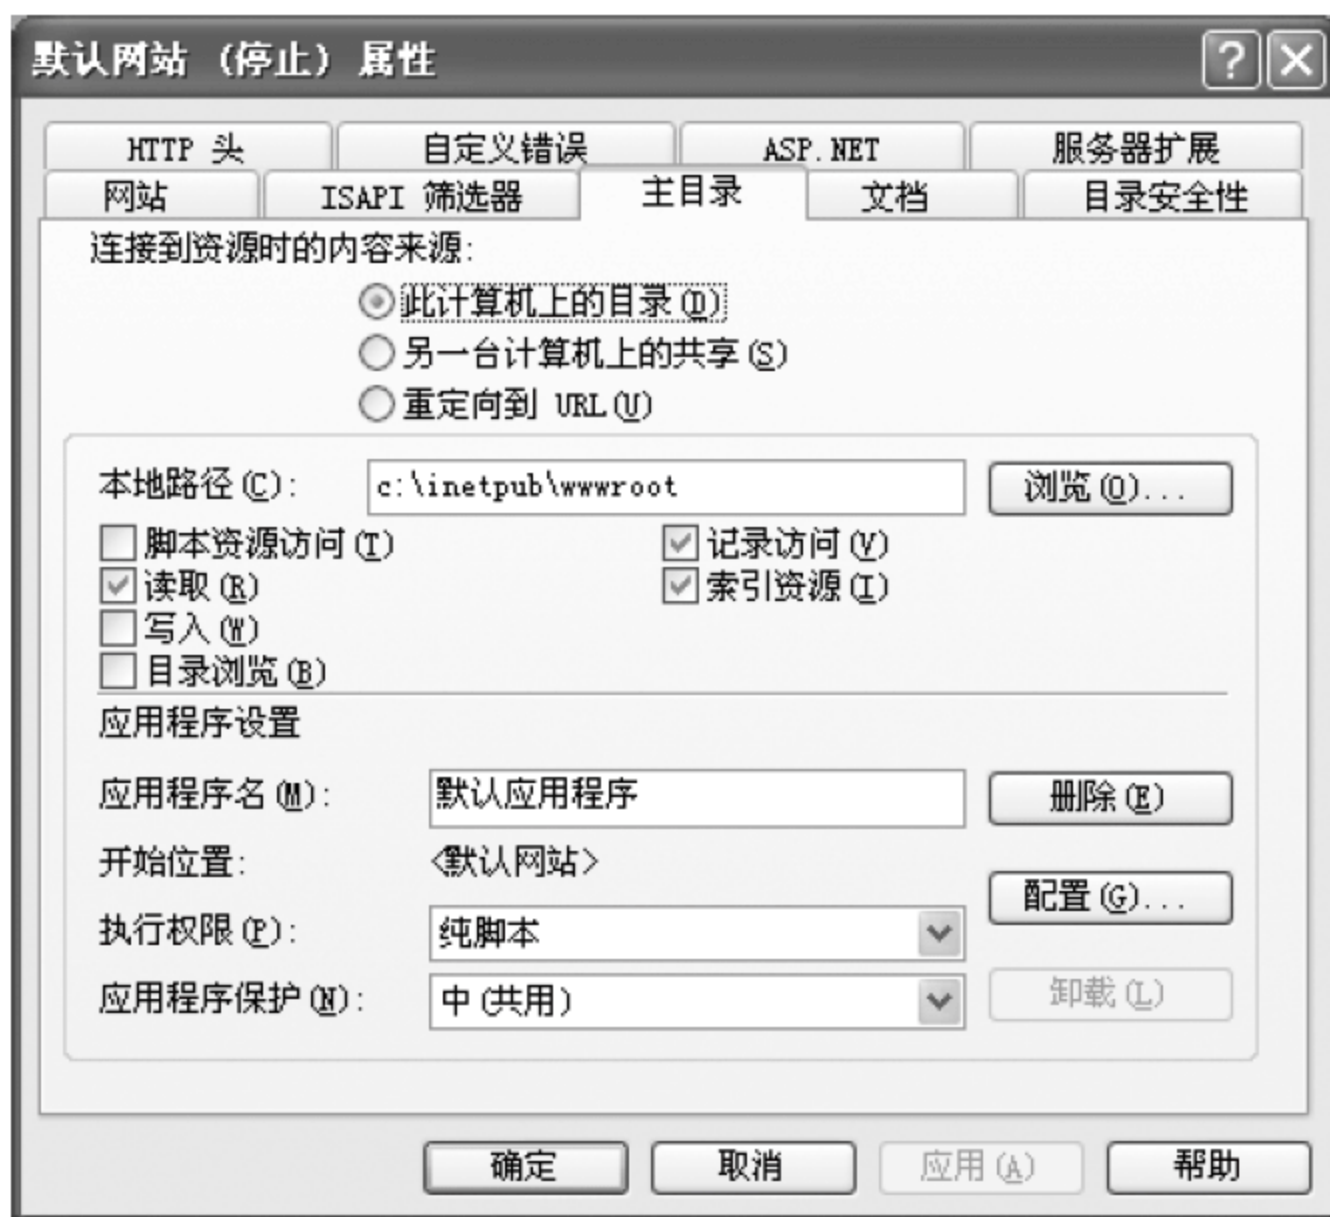 默认网站 (停止) 属性
HTTP 头 自定义错误 ASP.NET 服务器扩展
网站 ISAPI 筛选器 主目录 文档 目录安全性
连接到资源时的内容来源:
此计算机上的目录(D)
另一台计算机上的共享(S)
重定向到 URL(U)
本地路径(C): c:\inetpub\wwwroot 浏览(O)...
脚本资源访问(T) 记录访问(V)
读取(R) 索引资源(I)
写入(W)
目录浏览(B)
应用程序设置
应用程序名(M): 默认应用程序 删除(E)
开始位置: <默认网站>
配置(G)...
执行权限(P): 纯脚本
应用程序保护(N): 中(共用) 卸载(L)
确定 取消 应用(A) 帮助